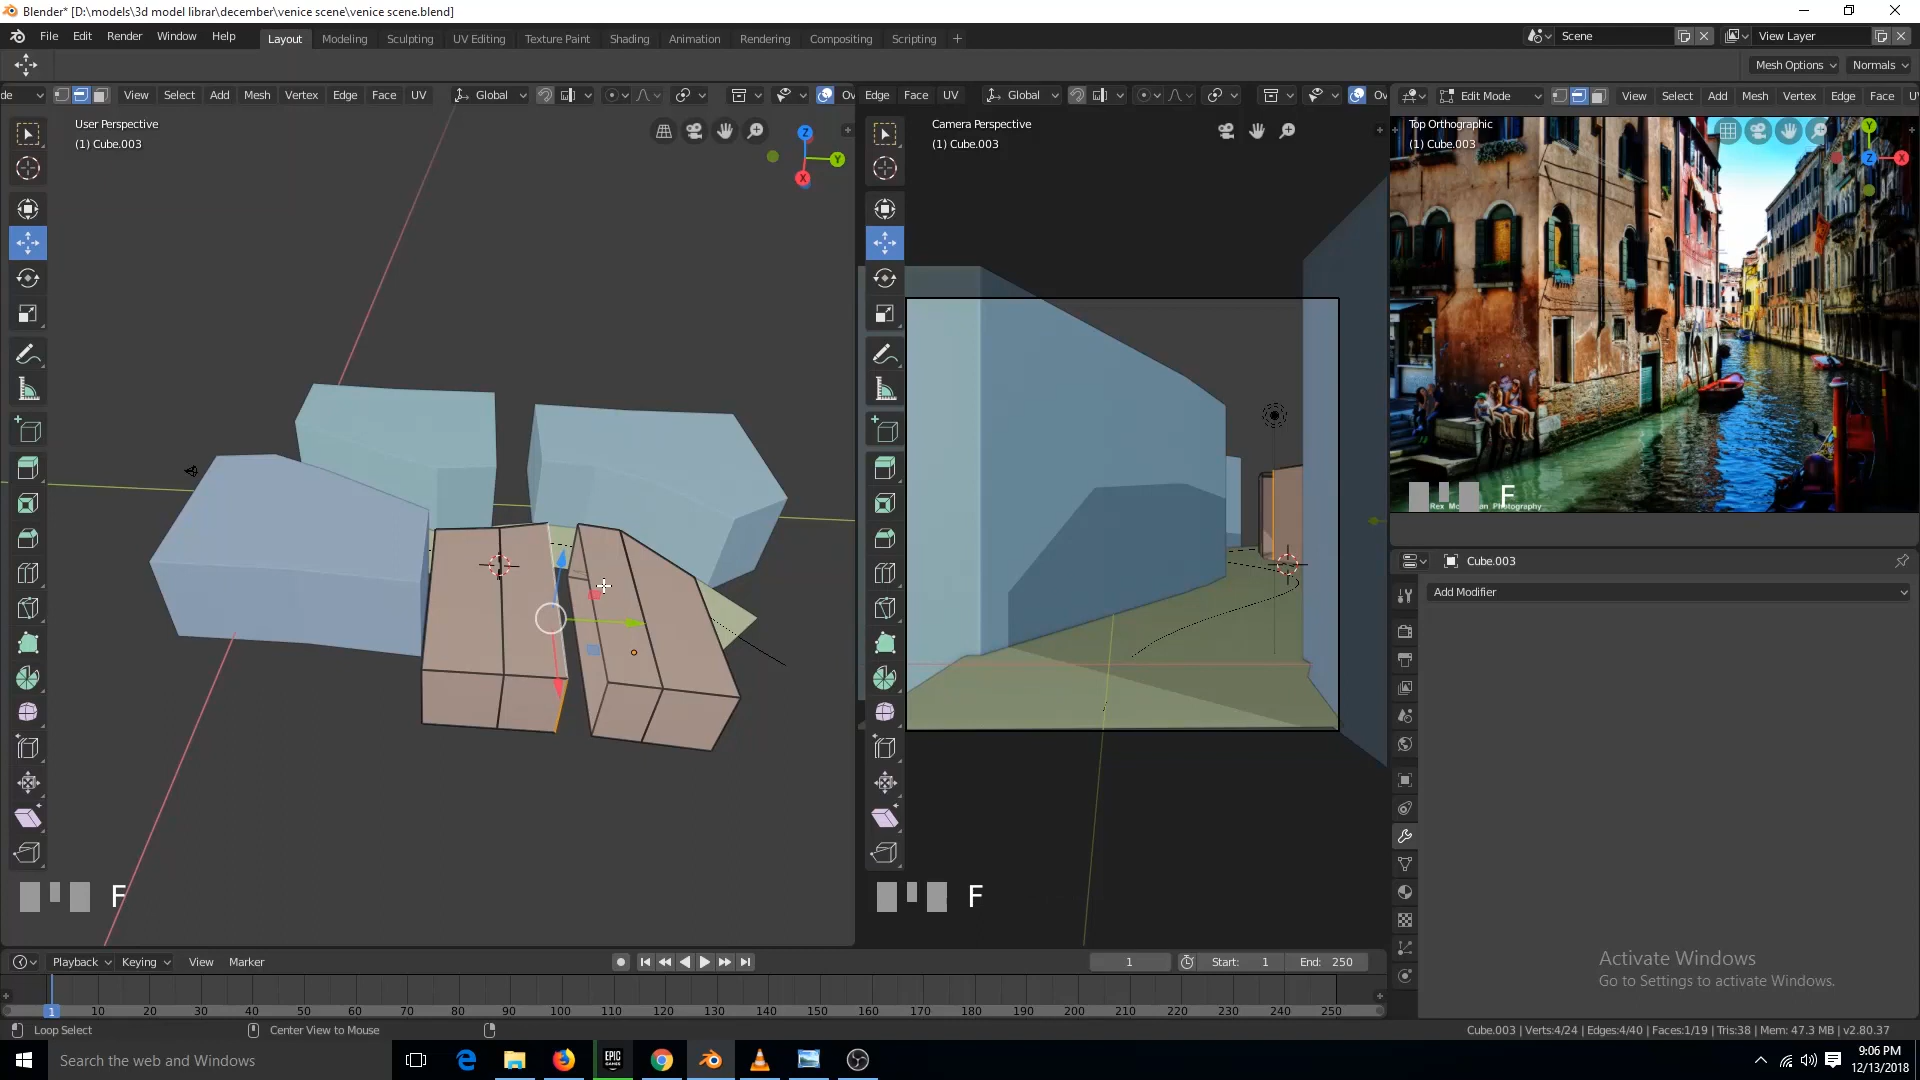 Blender* [D:\models\3d model librar\december\venice scene\venice scene.blend]
File Edit Render Window Help Layout Modeling Sculpting UV Editing Texture Paint Shading Animation Rendering Compositing Scripting + Scene View Layer
Mesh Options Normals
de View Select Add Mesh Vertex Edge Face UV Global Ov
Edge Face UV Global Ov
Edit Mode View Select Add Mesh Vertex Edge Face U
User Perspective
(1) Cube.003
Z
Y
X
Camera Perspective
(1) Cube.003
Top Orthographic
(1) Cube.003
Y
Z
X
F
Photography
Cube.003
Add Modifier
F
F
Activate Windows
Go to Settings to activate Windows.
Playback Keying View Marker 1 Start: 1 End: 250
1 10 20 30 40 50 60 70 80 90 100 110 120 130 140 150 160 170 180 190 200 210 220 230 240 250
Loop Select Center View to Mouse Cube.003 | Verts:4/24 | Edges:4/40 | Faces:1/19 | Tris:38 | Mem: 47.3 MB | v2.80.37
Search the web and Windows
EPIC GAMES
9:06 PM
12/13/2018